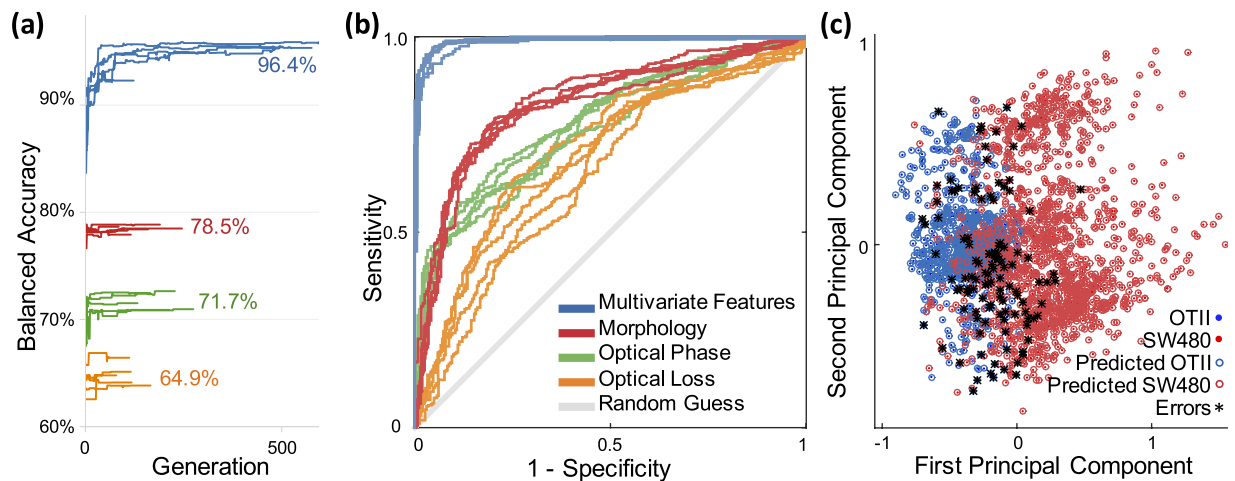 (a)
Balanced Accuracy
90%
80%
70%
60%
96.4%
78.5%
71.7%
64.9%
0
500
Generation
(b)
Sensitivity
1.0
0.5
0
Multivariate Features
Morphology
Optical Phase
Optical Loss
Random Guess
0
0.5
1
1 - Specificity
(c)
Second Principal Component
1
0
OTII
SW480
Predicted OTII
Predicted SW480
Errors *
-1
0
1
First Principal Component